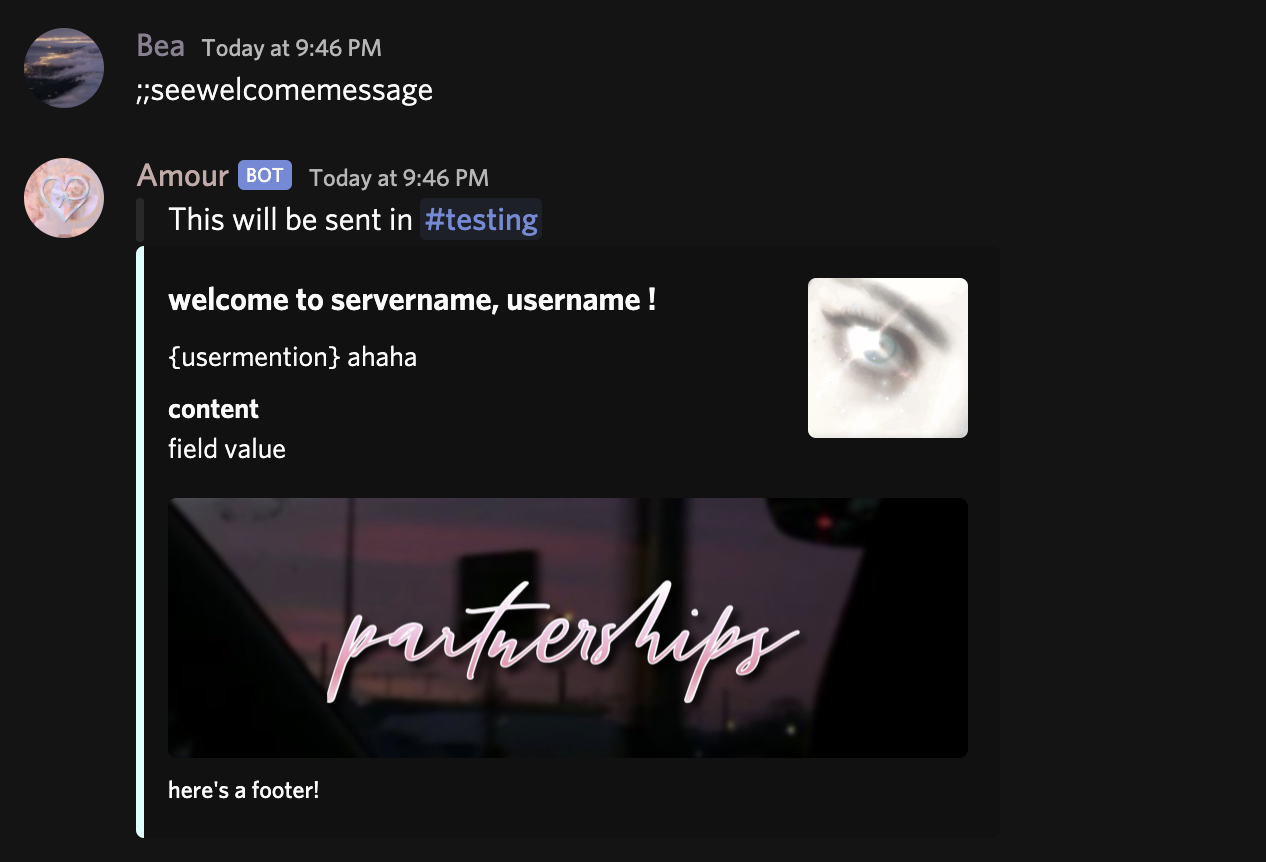 Bea Today at 9:46 PM
;;seewelcomemessage
Amour BOT Today at 9:46 PM
This will be sent in #testing
welcome to servername, username !
{usermention} ahaha
content
field value
partnerships
here's a footer!